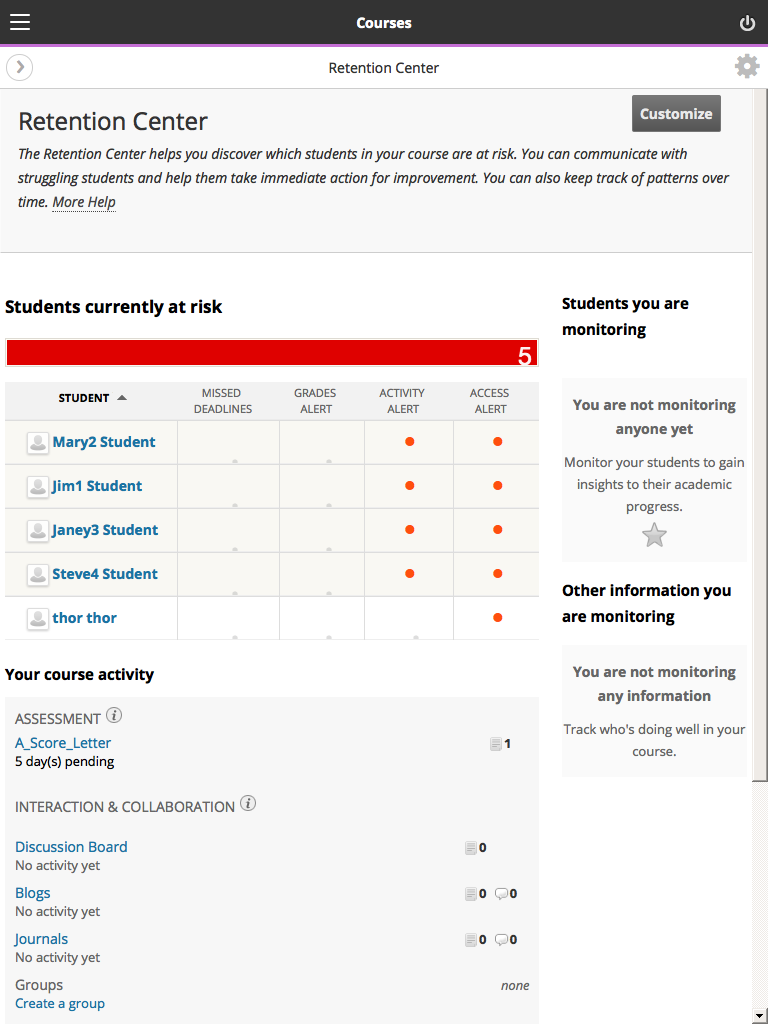 Courses
Retention Center
Retention Center
Customize
The Retention Center helps you discover which students in your course are at risk. You can communicate with
struggling students and help them take immediate action for improvement. You can also keep track of patterns over
time. More Help
Students currently at risk
5
STUDENT
MISSED
DEADLINES
GRADES
ALERT
ACTIVITY
ALERT
ACCESS
ALERT
Mary2 Student
Jim1 Student
Janey3 Student
Steve4 Student
thor thor
Your course activity
ASSESSMENT
A_Score_Letter 1
5 day(s) pending
INTERACTION & COLLABORATION
Discussion Board 0
No activity yet
Blogs 0 0
No activity yet
Journals 0 0
No activity yet
Groups none
Create a group
Students you are
monitoring
You are not monitoring
anyone yet
Monitor your students to gain
insights to their academic
progress.
Other information you
are monitoring
You are not monitoring
any information
Track who's doing well in your
course.